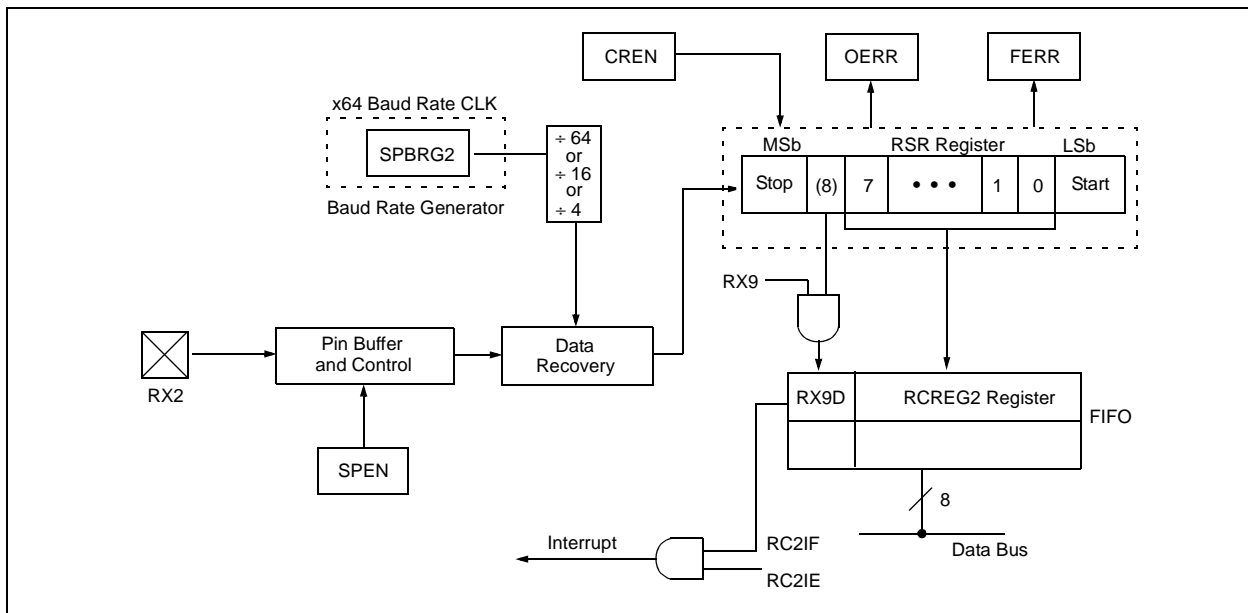 CREN
OERR
FERR
x64 Baud Rate CLK
SPBRG2
Baud Rate Generator
÷ 64
or
÷ 16
or
÷ 4
MSb
RSR Register
LSb
Stop
(8)
7
• • •
1
0
Start
RX9
Pin Buffer
and Control
Data
Recovery
RX2
SPEN
RX9D
RCREG2 Register
FIFO
8
Data Bus
Interrupt
RC2IF
RC2IE